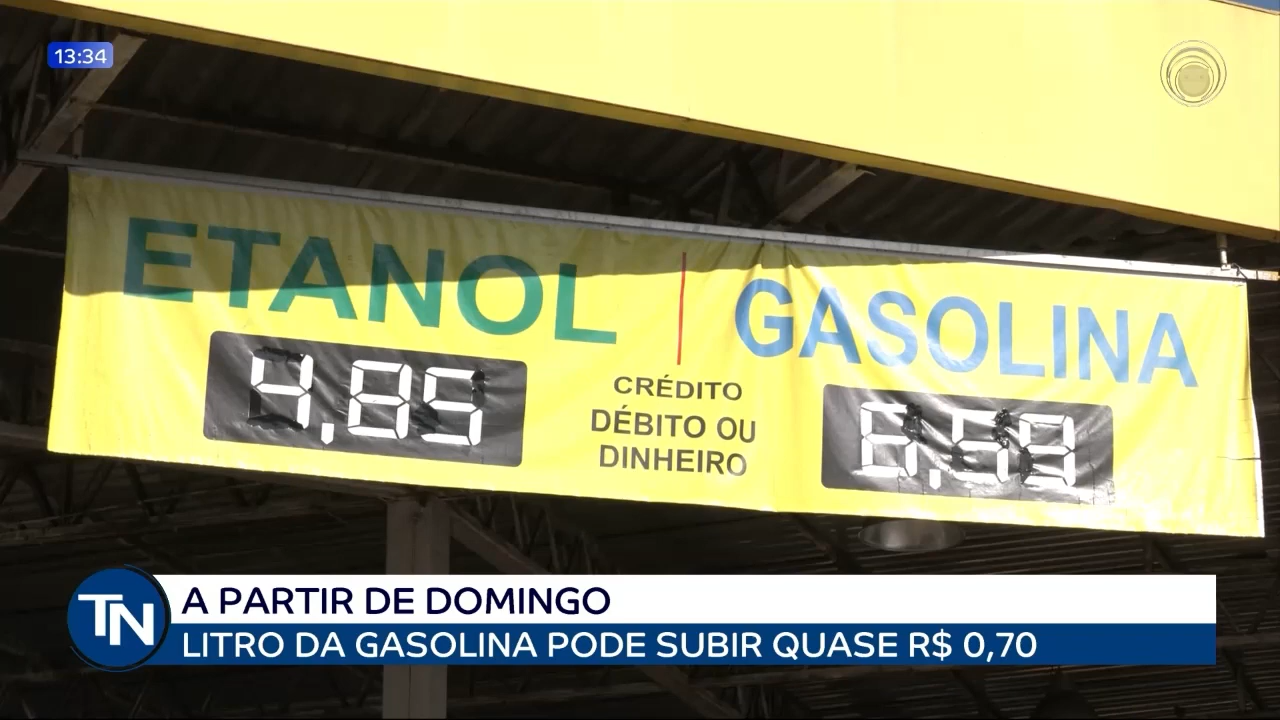 13:34
ETANOL | GASOLINA
4,85
CRÉDITO
DÉBITO OU
DINHEIRO
6,59
TN
A PARTIR DE DOMINGO
LITRO DA GASOLINA PODE SUBIR QUASE R$ 0,70